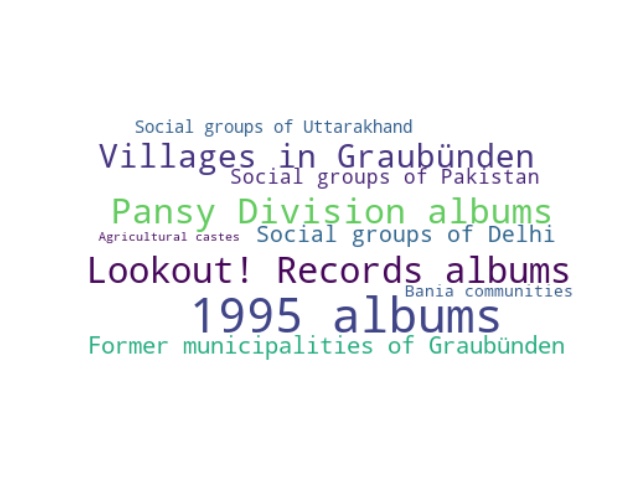 Social groups of Uttarakhand
Villages in Graubünden
Social groups of Pakistan
Pansy Division albums
Agricultural castes
Social groups of Delhi
Lookout! Records albums
Bania communities
1995 albums
Former municipalities of Graubünden